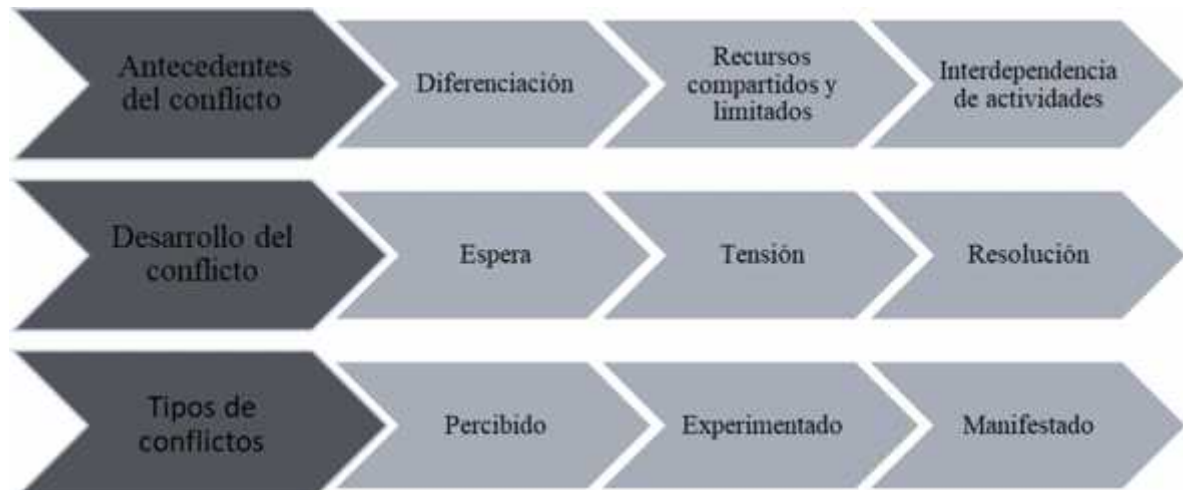 Antecedentes
del conflicto
Diferenciación
Recursos
compartidos y
limitados
Interdependencia
de actividades
Desarrollo del
conflicto
Espera
Tensión
Resolución
Tipos de
conflictos
Percibido
Experimentado
Manifestado